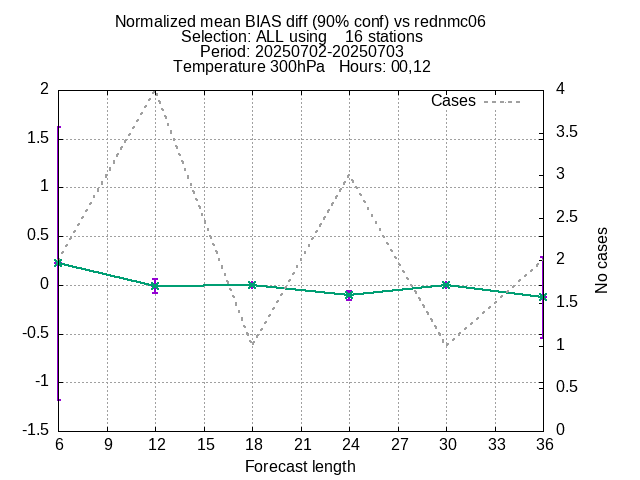 Normalized mean BIAS diff (90% conf) vs rednmc06
Selection: ALL using    16 stations
Period: 20250702-20250703
Temperature 300hPa   Hours: 00,12
Cases
2
1.5
1
0.5
0
-0.5
-1
-1.5
4
3.5
3
2.5
2
1.5
1
0.5
0
No cases
6 9 12 15 18 21 24 27 30 33 36
Forecast length